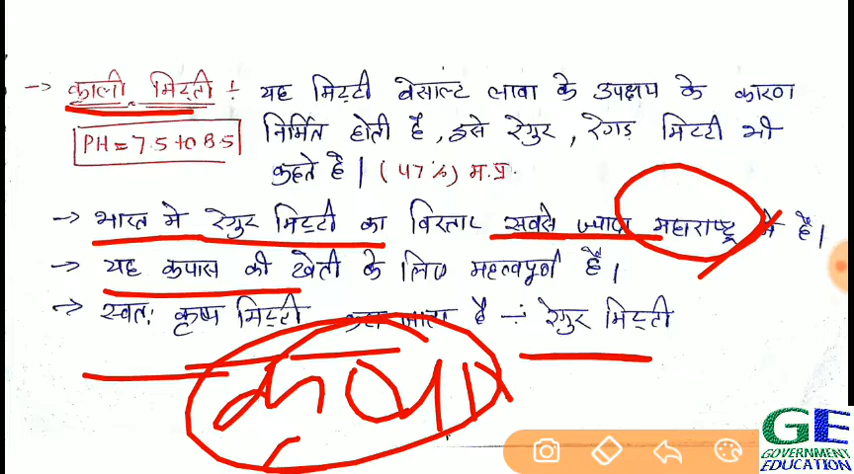 → काली मिट्टी ÷ यह मिट्टी बेसाल्ट लावा के उपक्षय के कारण
PH = 7.5 to 8.5 निर्मित होती है, इसे रेगुर, रेगड़ मिट्टी भी
कहते है। (47%) म.प्र.
→ भारत मे रेगुर मिट्टी का विस्तार सबसे ज्यादा महाराष्ट्र मे है।
→ यह कपास की खेती के लिए महत्वपूर्ण है।
→ स्वतः कृष्य मिट्टी कहा जाता है ÷ रेगुर मिट्टी
GE
GOVERNMENT
EDUCATION